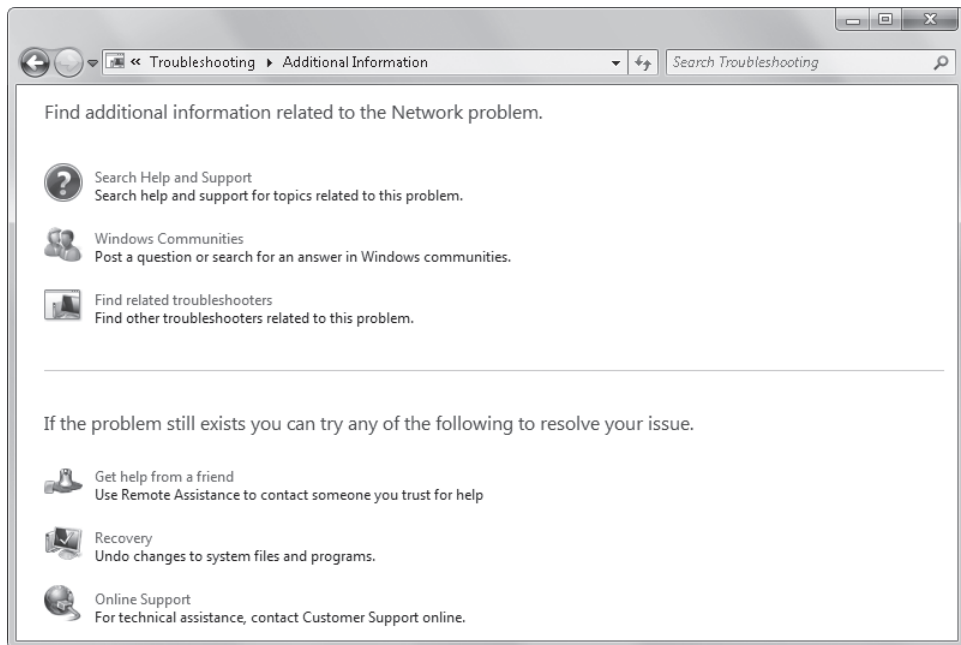 « Troubleshooting ▸ Additional Information
Search Troubleshooting
Find additional information related to the Network problem.
Search Help and Support
Search help and support for topics related to this problem.
Windows Communities
Post a question or search for an answer in Windows communities.
Find related troubleshooters
Find other troubleshooters related to this problem.
If the problem still exists you can try any of the following to resolve your issue.
Get help from a friend
Use Remote Assistance to contact someone you trust for help
Recovery
Undo changes to system files and programs.
Online Support
For technical assistance, contact Customer Support online.